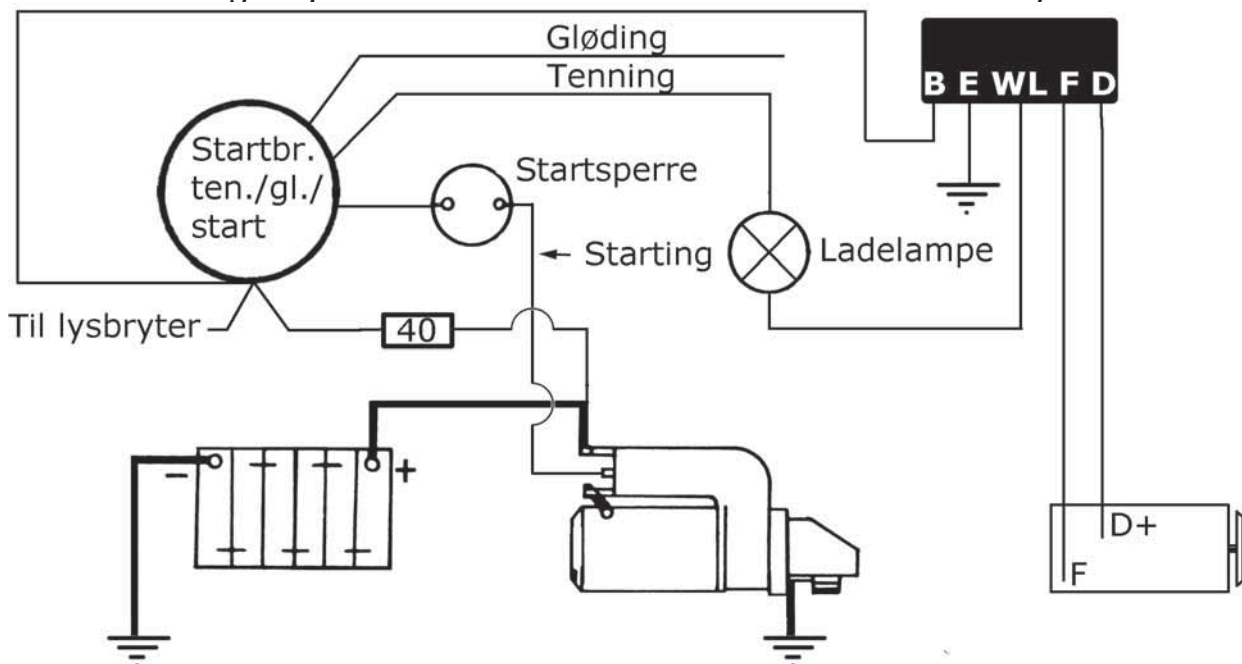 Gløding
Tenning
B E WL F D
Startbr.
ten./gl./
start
Startsperre
Starting
Ladelampe
Til lysbryter
40
- +
D+
F